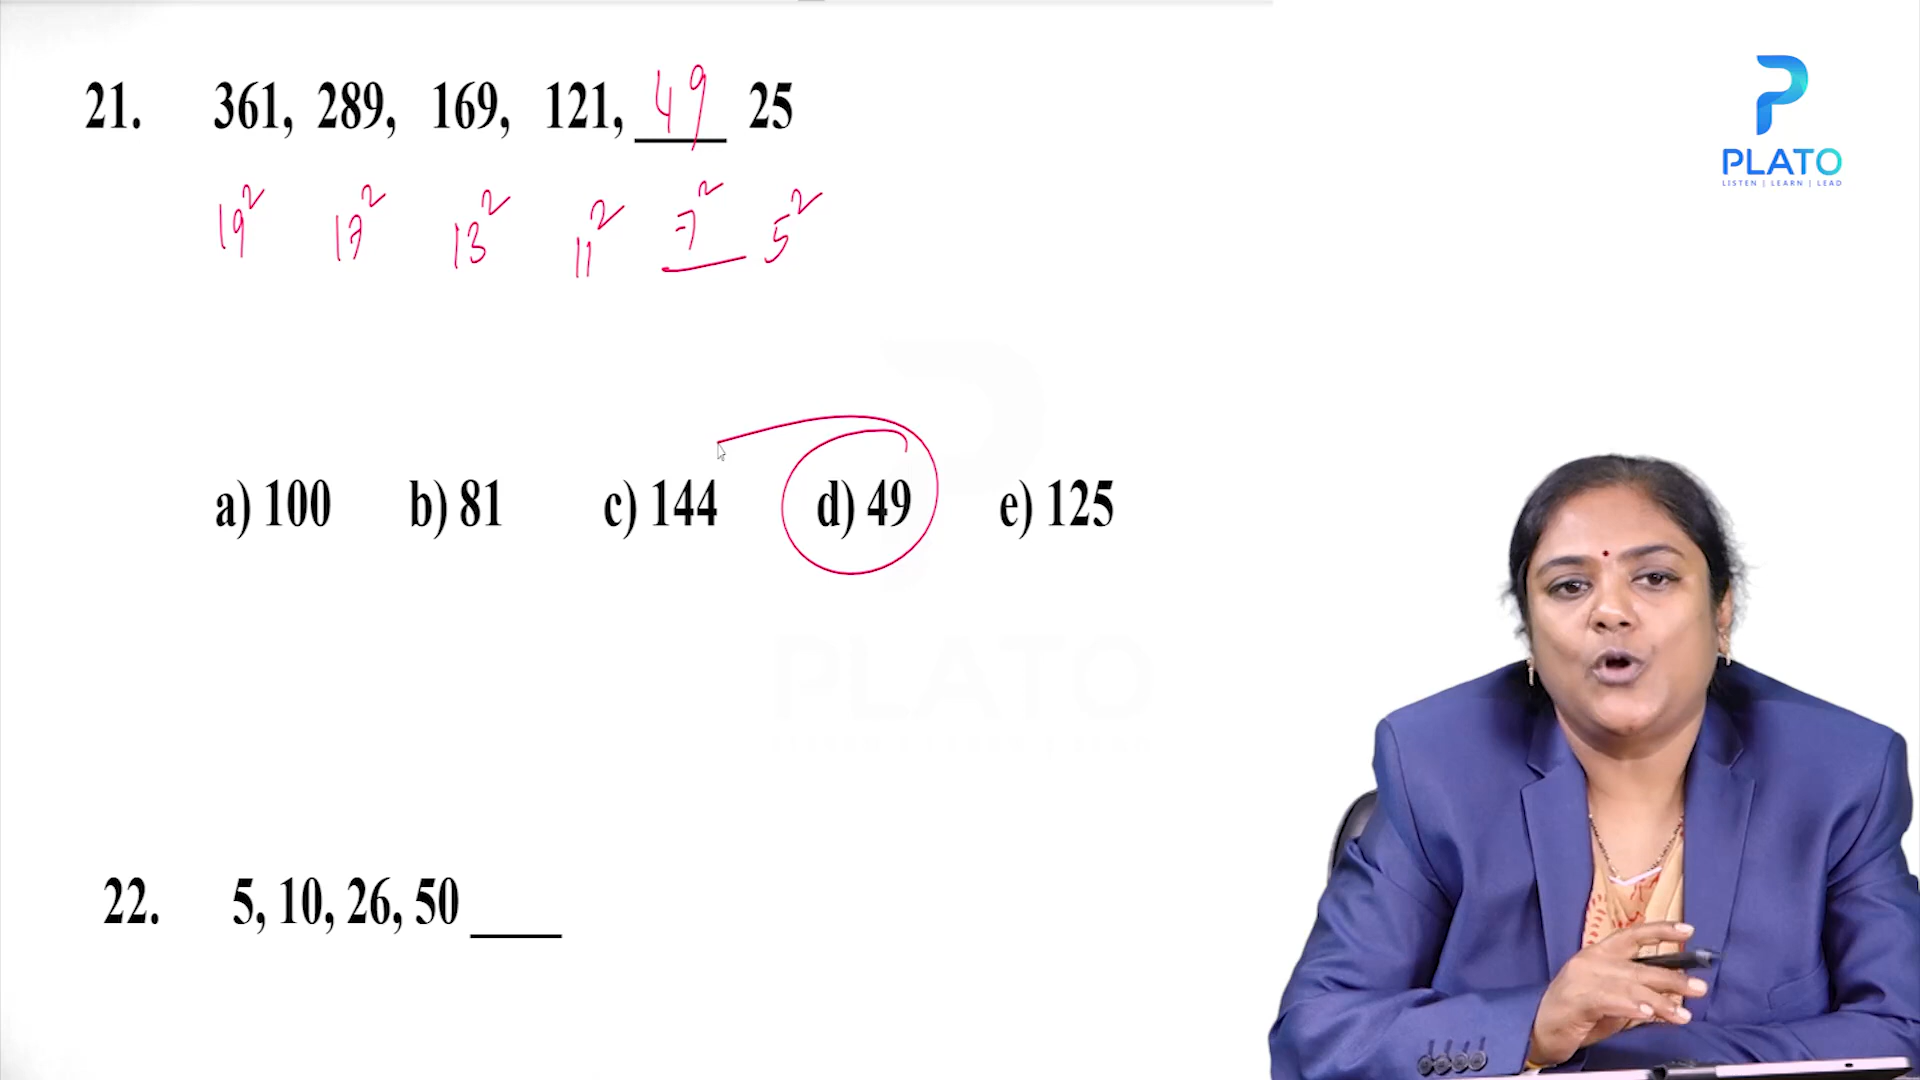 21. 361, 289, 169, 121, 49 25
19² 17² 13² 11² 7² 5²
a) 100 b) 81 c) 144 d) 49 e) 125
22. 5, 10, 26, 50 ____
PLATO
LISTEN | LEARN | LEAD
PLATO